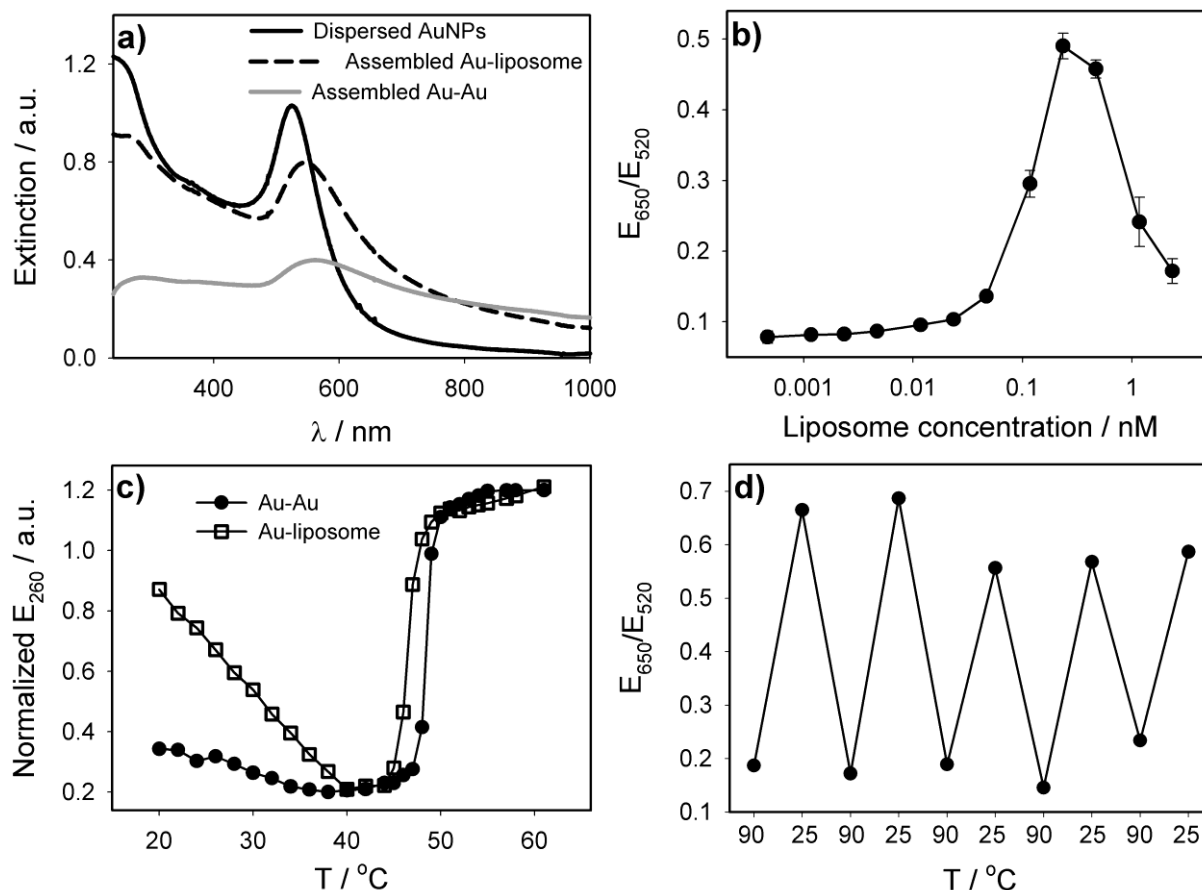 a)
Dispersed AuNPs
Assembled Au-liposome
Assembled Au-Au
Extinction / a.u.
1.2
0.8
0.4
0.0
400
600
800
1000
λ / nm
b)
E650/E520
0.5
0.4
0.3
0.2
0.1
0.001
0.01
0.1
1
Liposome concentration / nM
c)
Au-Au
Au-liposome
Normalized E260 / a.u.
1.2
1.0
0.8
0.6
0.4
0.2
20
30
40
50
60
T / °C
d)
E650/E520
0.7
0.6
0.5
0.4
0.3
0.2
0.1
90 25 90 25 90 25 90 25 90 25
T / °C